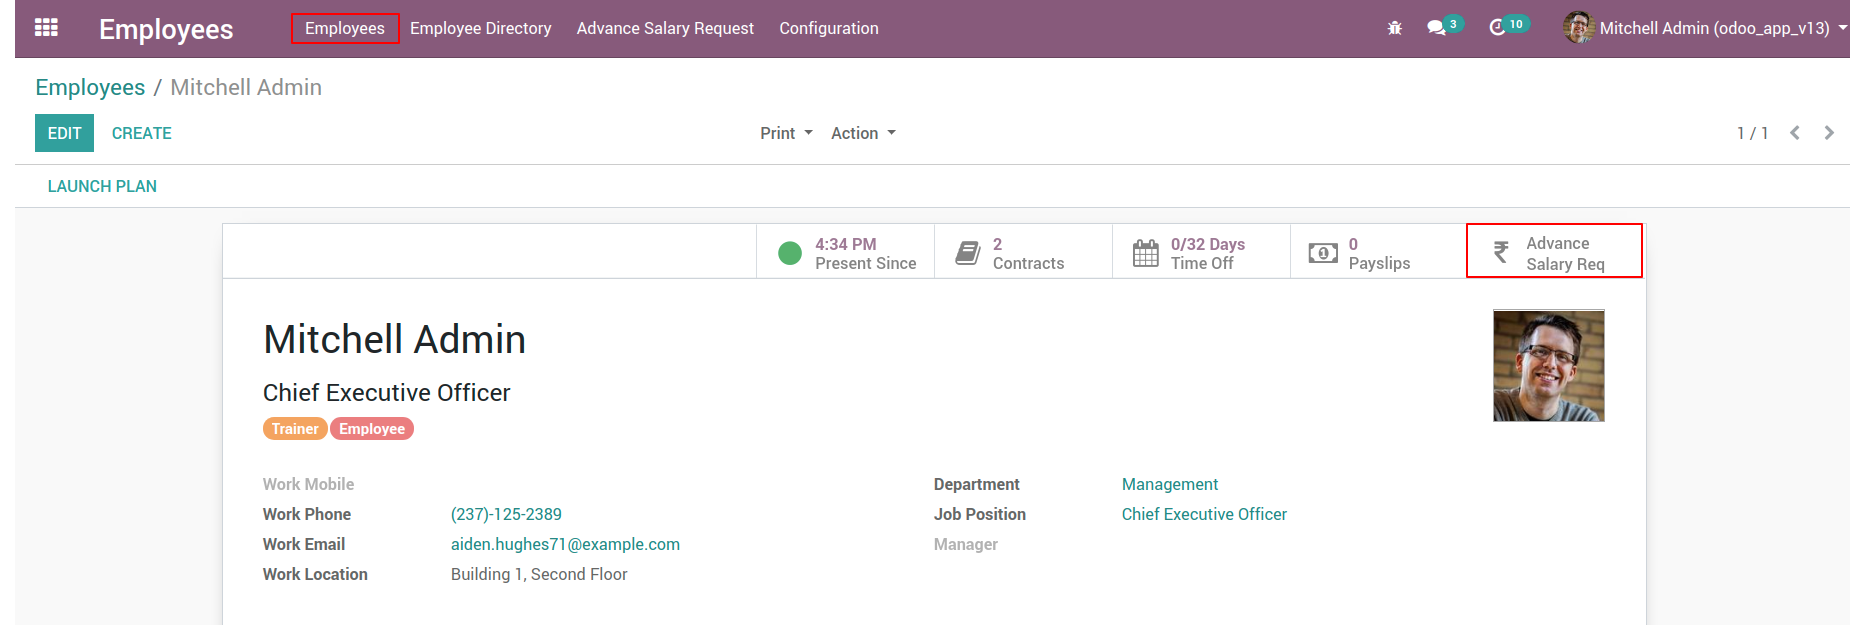 Employees Employees Employee Directory Advance Salary Request Configuration 3 10 Mitchell Admin (odoo_app_v13)
Employees / Mitchell Admin
EDIT CREATE Print Action 1 / 1
LAUNCH PLAN
4:34 PM
Present Since
2
Contracts
0/32 Days
Time Off
0
Payslips
Advance
Salary Req
Mitchell Admin
Chief Executive Officer
Trainer Employee
Work Mobile
Work Phone (237)-125-2389
Work Email aiden.hughes71@example.com
Work Location Building 1, Second Floor
Department Management
Job Position Chief Executive Officer
Manager